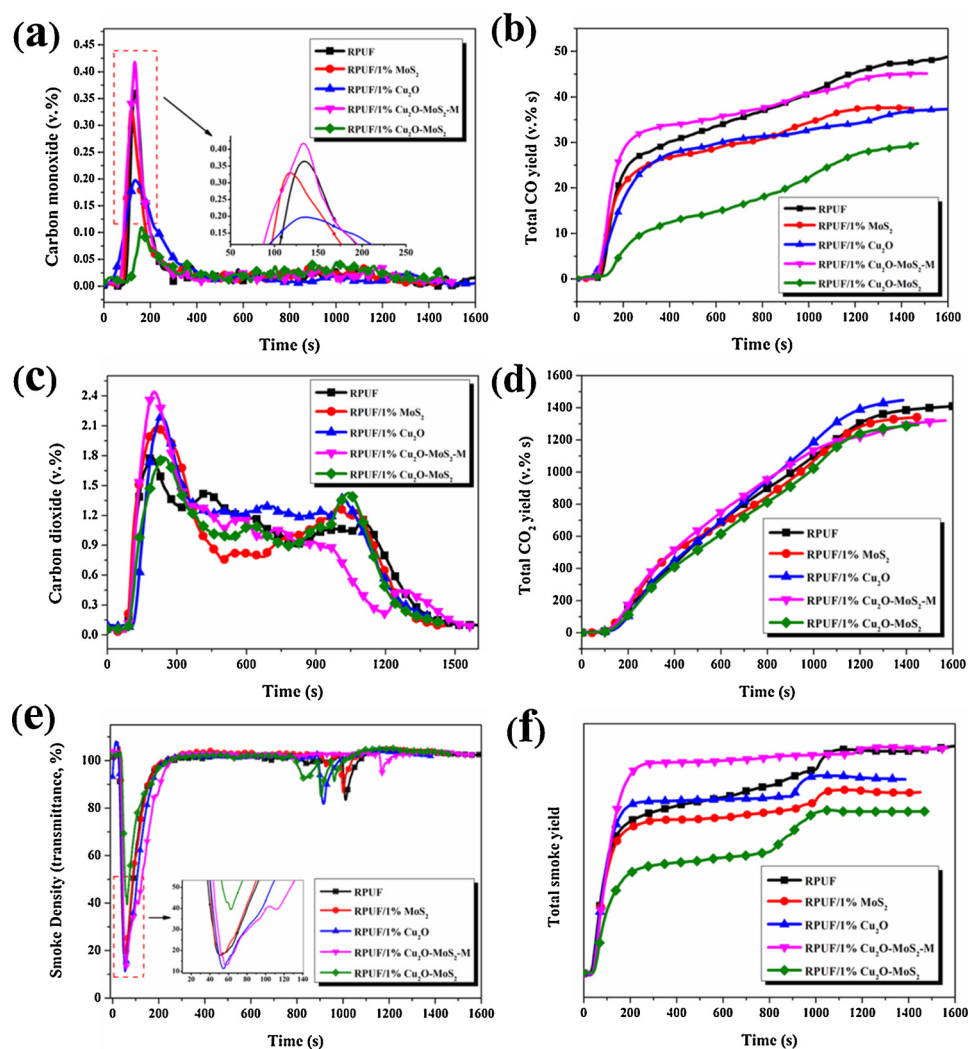 (a)
Carbon monoxide (v.%)
0.45
0.40
0.35
0.30
0.25
0.20
0.15
0.10
0.05
0.00
RPUF
RPUF/1% MoS₂
RPUF/1% Cu₂O
RPUF/1% Cu₂O-MoS₂-M
RPUF/1% Cu₂O-MoS₂
0.40
0.35
0.30
0.25
0.20
0.15
50 100 150 200 250
0 200 400 600 800 1000 1200 1400 1600
Time (s)
(b)
Total CO yield (v.% s)
50
40
30
20
10
0
RPUF
RPUF/1% MoS₂
RPUF/1% Cu₂O
RPUF/1% Cu₂O-MoS₂-M
RPUF/1% Cu₂O-MoS₂
0 200 400 600 800 1000 1200 1400 1600
Time (s)
(c)
Carbon dioxide (v.%)
2.4
2.1
1.8
1.5
1.2
0.9
0.6
0.3
0.0
RPUF
RPUF/1% MoS₂
RPUF/1% Cu₂O
RPUF/1% Cu₂O-MoS₂-M
RPUF/1% Cu₂O-MoS₂
0 300 600 900 1200 1500
Time (s)
(d)
Total CO₂ yield (v.% s)
1600
1400
1200
1000
800
600
400
200
0
RPUF
RPUF/1% MoS₂
RPUF/1% Cu₂O
RPUF/1% Cu₂O-MoS₂-M
RPUF/1% Cu₂O-MoS₂
0 200 400 600 800 1000 1200 1400 1600
Time (s)
(e)
Smoke Density (transmittance, %)
120
100
80
60
40
20
0
50
40
30
20
10
20 40 60 80 100 120 140
RPUF
RPUF/1% MoS₂
RPUF/1% Cu₂O
RPUF/1% Cu₂O-MoS₂-M
RPUF/1% Cu₂O-MoS₂
0 200 400 600 800 1000 1200 1400 1600
Time (s)
(f)
Total smoke yield
RPUF
RPUF/1% MoS₂
RPUF/1% Cu₂O
RPUF/1% Cu₂O-MoS₂-M
RPUF/1% Cu₂O-MoS₂
0 200 400 600 800 1000 1200 1400 1600
Time (s)